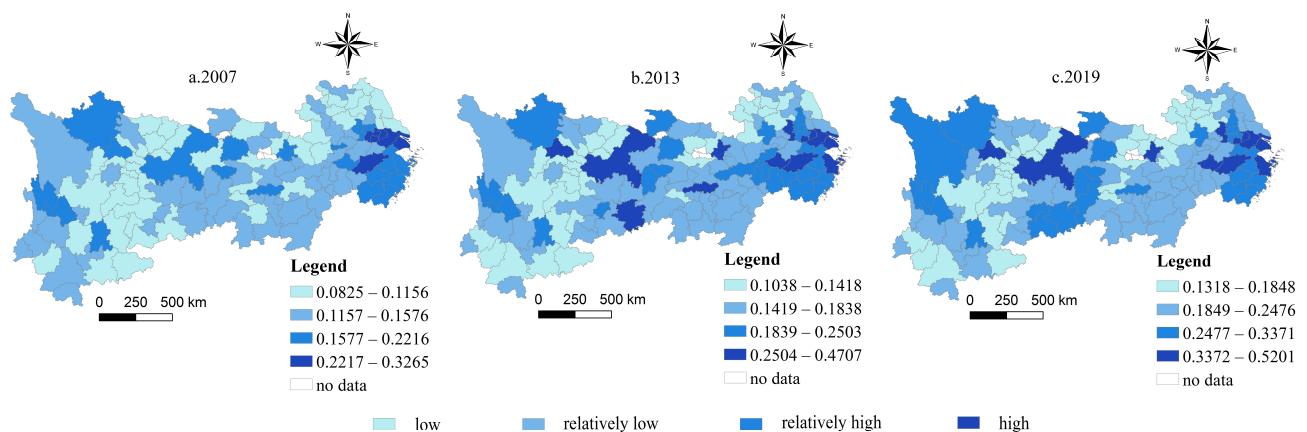 N
W E
S
a.2007
Legend
0.0825 – 0.1156
0.1157 – 0.1576
0.1577 – 0.2216
0.2217 – 0.3265
no data
0 250 500 km
N
W E
S
b.2013
Legend
0.1038 – 0.1418
0.1419 – 0.1838
0.1839 – 0.2503
0.2504 – 0.4707
no data
0 250 500 km
N
W E
S
c.2019
Legend
0.1318 – 0.1848
0.1849 – 0.2476
0.2477 – 0.3371
0.3372 – 0.5201
no data
0 250 500 km
low relatively low relatively high high